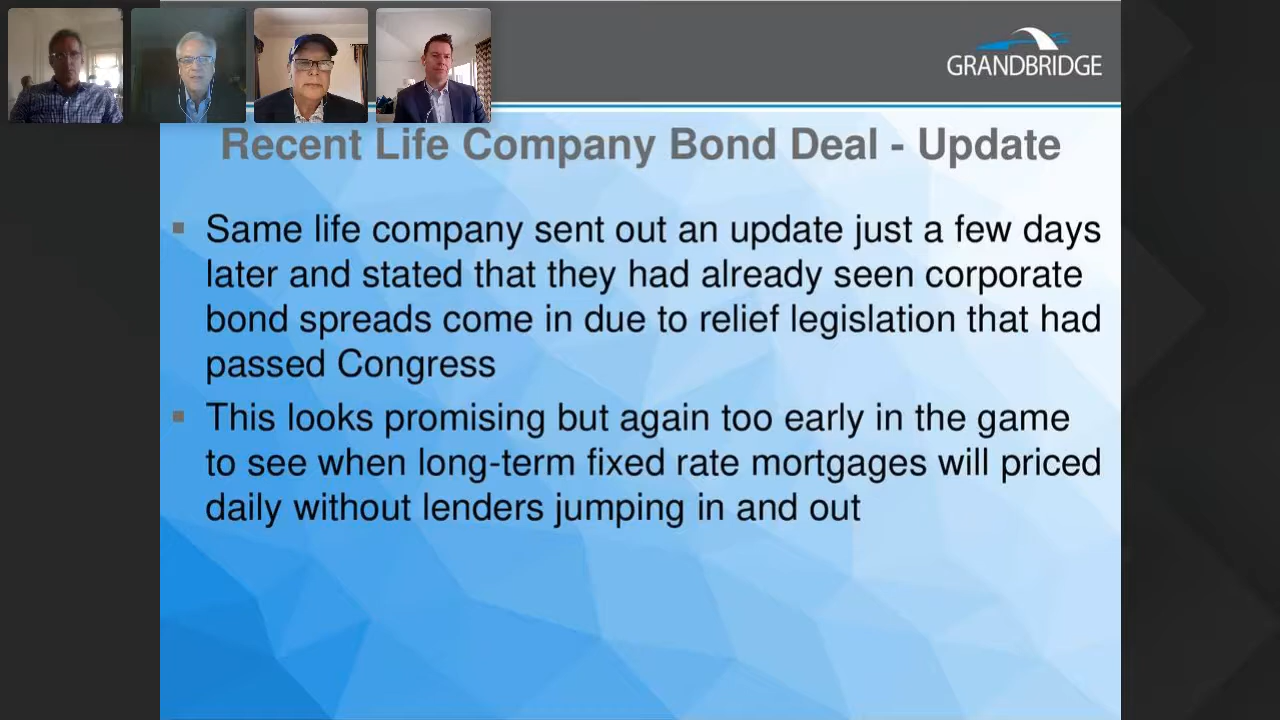 GRANDBRIDGE
Recent Life Company Bond Deal - Update
Same life company sent out an update just a few days
later and stated that they had already seen corporate
bond spreads come in due to relief legislation that had
passed Congress
This looks promising but again too early in the game
to see when long-term fixed rate mortgages will priced
daily without lenders jumping in and out